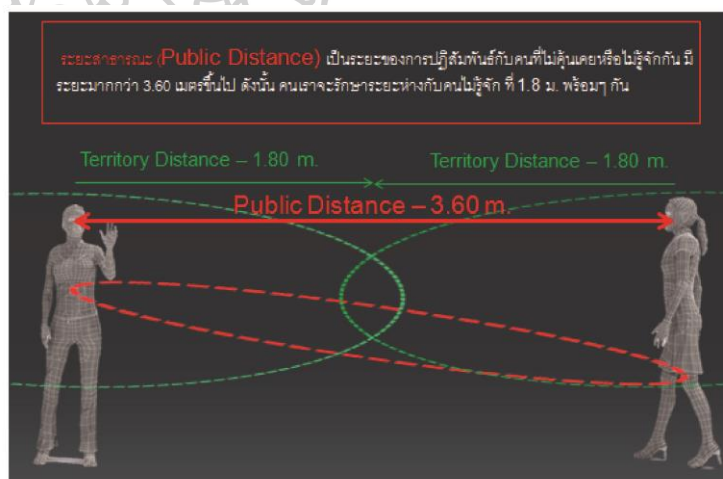 ระยะสาธารณะ (Public Distance) เป็นระยะของการปฏิสัมพันธ์กับคนที่ไม่คุ้นเคยหรือไม่รู้จักกัน มี
ระยะมากกว่า 3.60 เมตรขึ้นไป ดังนั้น คนเราจะรักษาระยะห่างกับคนไม่รู้จัก ที่ 1.8 ม. พร้อมๆ กัน
Territory Distance – 1.80 m. Territory Distance – 1.80 m.
Public Distance – 3.60 m.